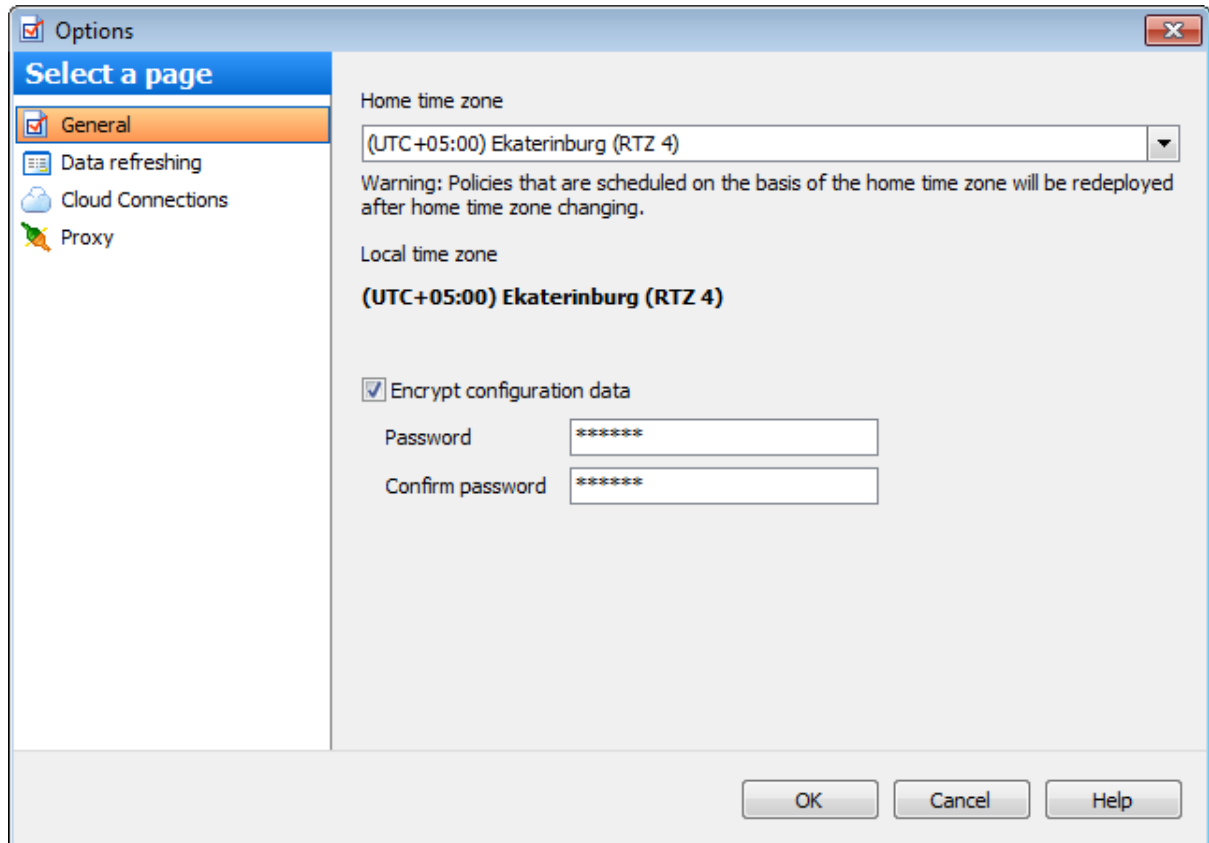 Options
Select a page
General
Data refreshing
Cloud Connections
Proxy
Home time zone
(UTC+05:00) Ekaterinburg (RTZ 4)
Warning: Policies that are scheduled on the basis of the home time zone will be redeployed
after home time zone changing.
Local time zone
(UTC+05:00) Ekaterinburg (RTZ 4)
Encrypt configuration data
Password ******
Confirm password ******
OK Cancel Help